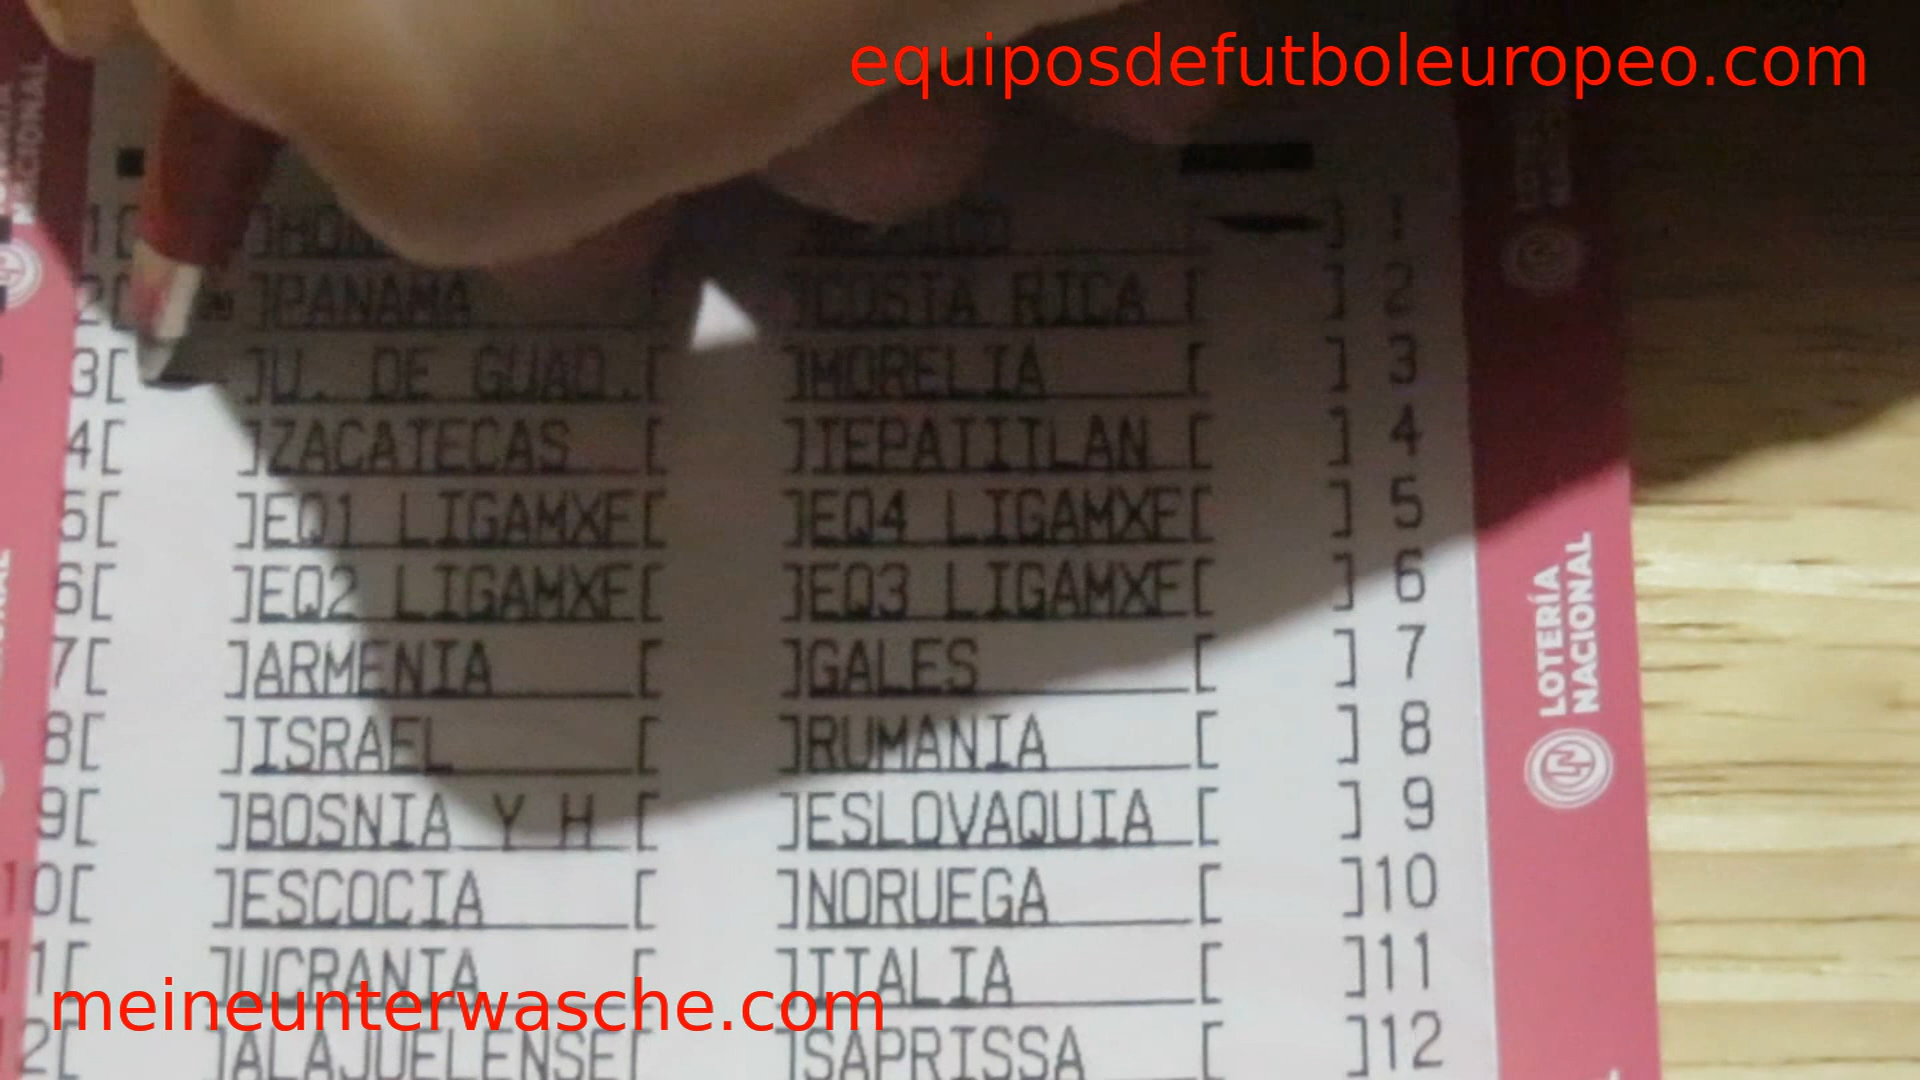 equiposdefutboleuropeo.com
1[ ]HON
2[ ]PANAMA [ ]COSTA RICA [ ] 2
3[ ]U. DE GUAD.[ ]MORELIA [ ] 3
4[ ]ZACATECAS [ ]TEPATITLAN [ ] 4
5[ ]EQ1 LIGAMXF[ ]EQ4 LIGAMXF[ ] 5
6[ ]EQ2 LIGAMXF[ ]EQ3 LIGAMXF[ ] 6
7[ ]ARMENIA [ ]GALES [ ] 7
8[ ]ISRAEL [ ]RUMANIA [ ] 8
9[ ]BOSNIA Y H [ ]ESLOVAQUIA [ ] 9
10[ ]ESCOCIA [ ]NORUEGA [ ]10
11[ ]UCRANIA [ ]ITALIA [ ]11
12[ ]ALAJUELENSE[ ]SAPRISSA [ ]12
meineunterwasche.com
LOTERÍA
NACIONAL